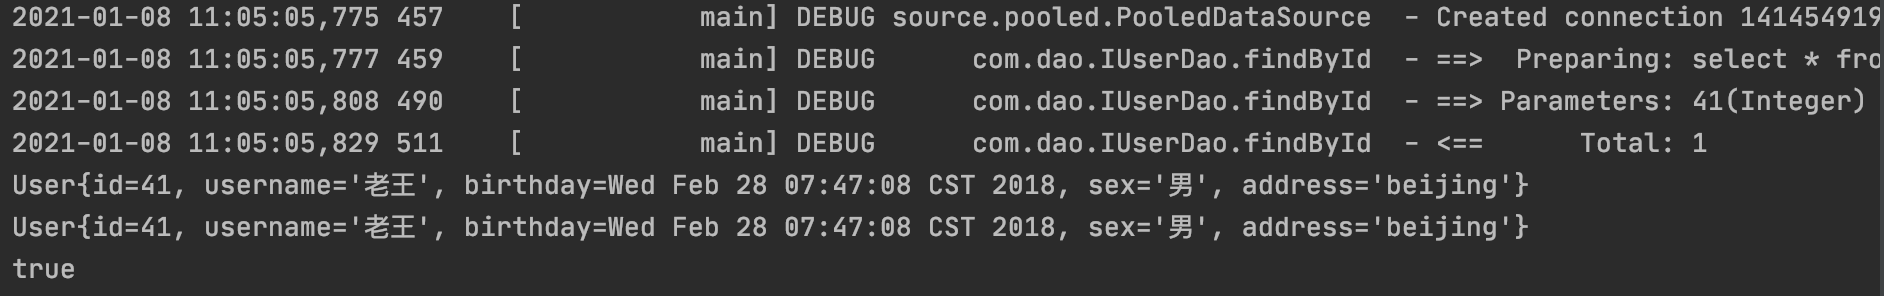 2021-01-08 11:05:05,775 457    [           main] DEBUG source.pooled.PooledDataSource  - Created connection 141454919
2021-01-08 11:05:05,777 459    [           main] DEBUG      com.dao.IUserDao.findById  - ==>  Preparing: select * fro
2021-01-08 11:05:05,808 490    [           main] DEBUG      com.dao.IUserDao.findById  - ==> Parameters: 41(Integer)
2021-01-08 11:05:05,829 511    [           main] DEBUG      com.dao.IUserDao.findById  - <==      Total: 1
User{id=41, username='老王', birthday=Wed Feb 28 07:47:08 CST 2018, sex='男', address='beijing'}
User{id=41, username='老王', birthday=Wed Feb 28 07:47:08 CST 2018, sex='男', address='beijing'}
true